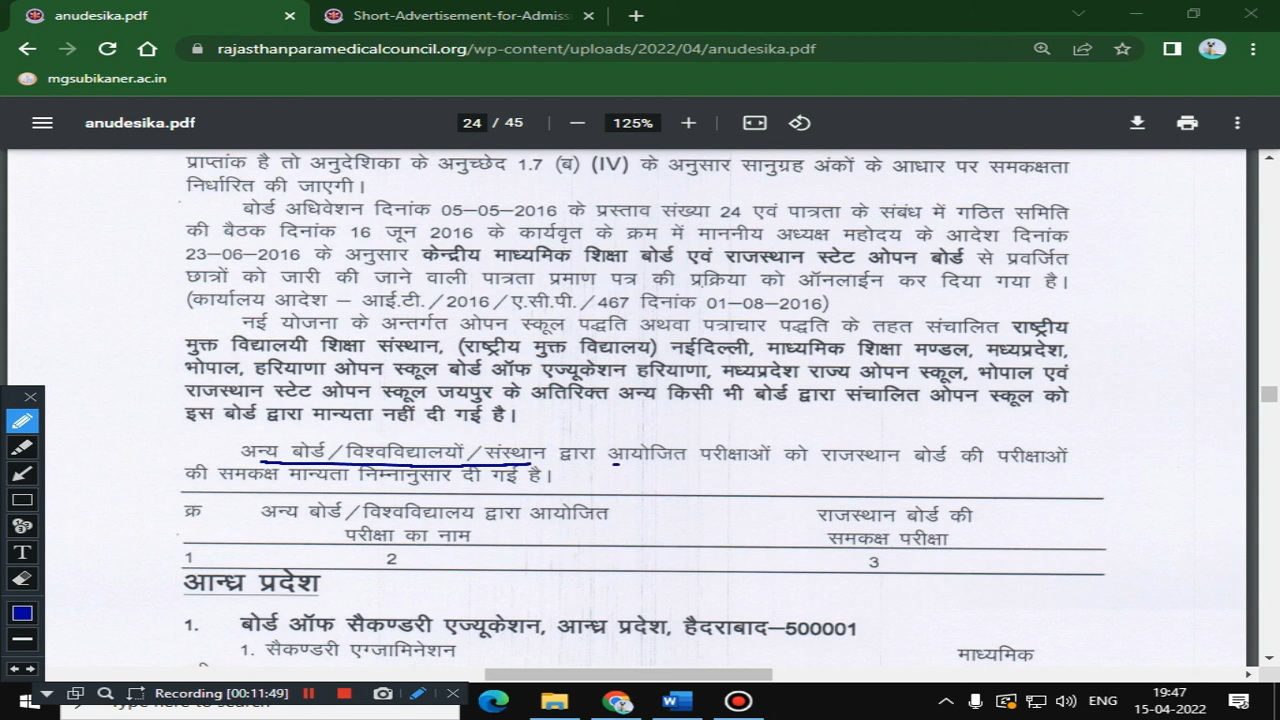 anudesika.pdf
Short-Advertisement-for-Admiss
rajasthanparamedicalcouncil.org/wp-content/uploads/2022/04/anudesika.pdf
mgsubikaner.ac.in
anudesika.pdf
24 / 45
125%
प्राप्तांक है तो अनुदेशिका के अनुच्छेद 1.7 (ब) (IV) के अनुसार सानुग्रह अंकों के आधार पर समकक्षता
निर्धारित की जाएगी।
बोर्ड अधिवेशन दिनांक 05-05-2016 के प्रस्ताव संख्या 24 एवं पात्रता के संबंध में गठित समिति
की बैठक दिनांक 16 जून 2016 के कार्यवृत के क्रम में माननीय अध्यक्ष महोदय के आदेश दिनांक
23-06-2016 के अनुसार केन्द्रीय माध्यमिक शिक्षा बोर्ड एवं राजस्थान स्टेट ओपन बोर्ड से प्रवर्जित
छात्रों को जारी की जाने वाली पात्रता प्रमाण पत्र की प्रक्रिया को ऑनलाईन कर दिया गया है।
(कार्यालय आदेश – आई.टी./2016/ए.सी.पी./467 दिनांक 01-08-2016)
नई योजना के अन्तर्गत ओपन स्कूल पद्धति अथवा पत्राचार पद्धति के तहत संचालित राष्ट्रीय
मुक्त विद्यालयी शिक्षा संस्थान, (राष्ट्रीय मुक्त विद्यालय) नईदिल्ली, माध्यमिक शिक्षा मण्डल, मध्यप्रदेश,
भोपाल, हरियाणा ओपन स्कूल बोर्ड ऑफ एज्यूकेशन हरियाणा, मध्यप्रदेश राज्य ओपन स्कूल, भोपाल एवं
राजस्थान स्टेट ओपन स्कूल जयपुर के अतिरिक्त अन्य किसी भी बोर्ड द्वारा संचालित ओपन स्कूल को
इस बोर्ड द्वारा मान्यता नहीं दी गई है।
अन्य बोर्ड/विश्वविद्यालयों/संस्थान द्वारा आयोजित परीक्षाओं को राजस्थान बोर्ड की परीक्षाओं
की समकक्ष मान्यता निम्नानुसार दी गई है।
क्र अन्य बोर्ड/विश्वविद्यालय द्वारा आयोजित राजस्थान बोर्ड की
परीक्षा का नाम समकक्ष परीक्षा
1 2 3
आन्ध्र प्रदेश
1. बोर्ड ऑफ सैकण्डरी एज्यूकेशन, आन्ध्र प्रदेश, हैदराबाद–500001
1. सैकण्डरी एग्जामिनेशन माध्यमिक
Recording [00:11:49]
Type here to search
ENG
19:47
15-04-2022